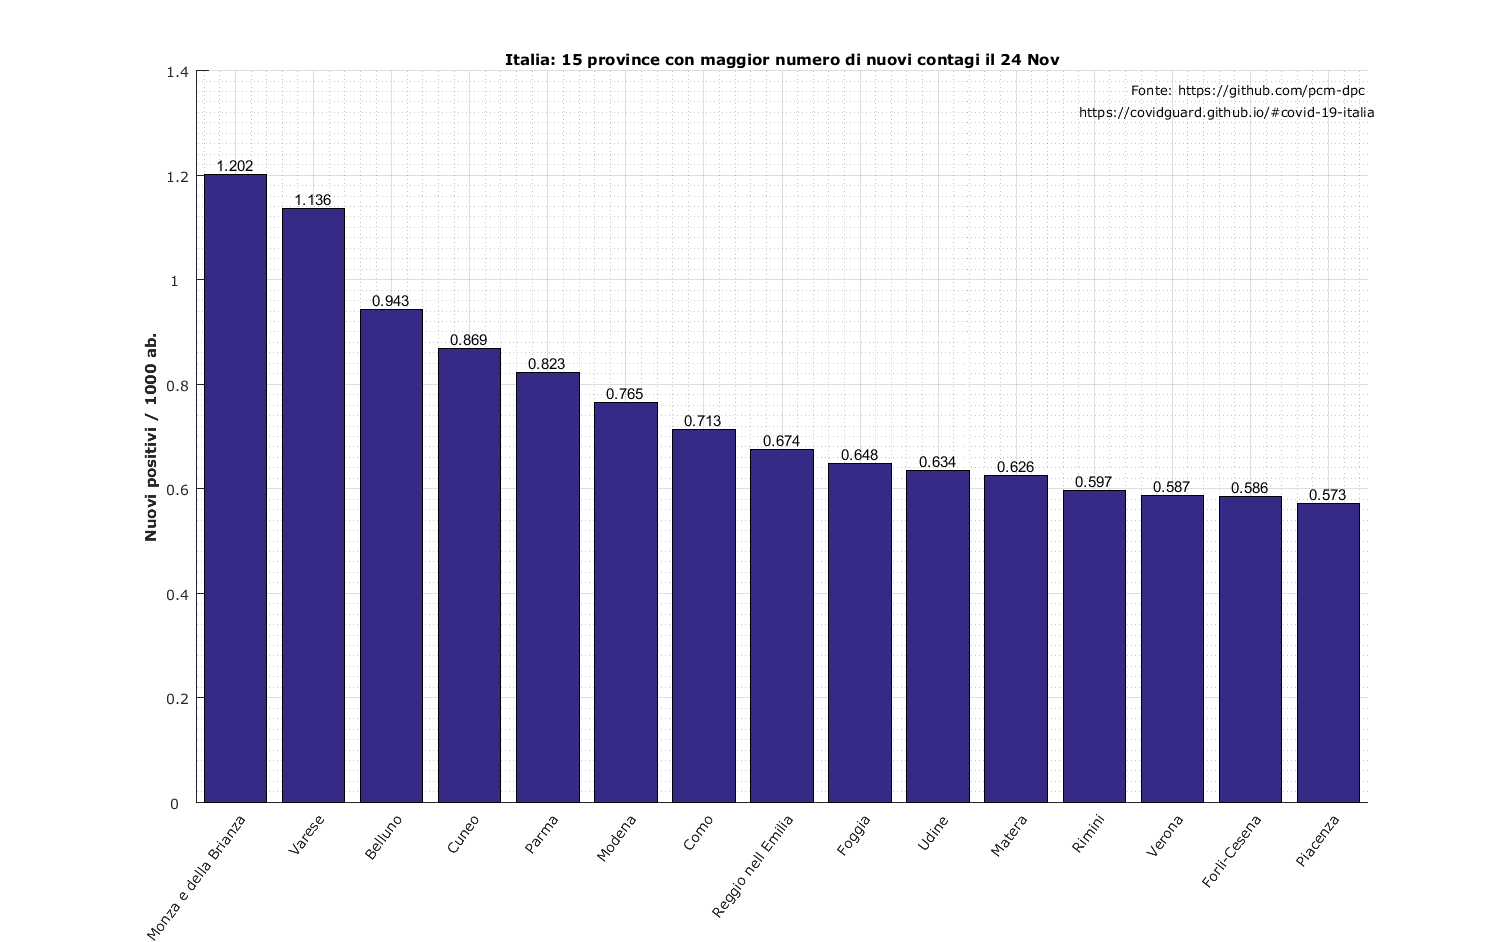 Italia: 15 province con maggior numero di nuovi contagi il 24 Nov
Fonte: https://github.com/pcm-dpc
https://covidguard.github.io/#covid-19-italia
Nuovi positivi / 1000 ab.
1.4
1.2
1
0.8
0.6
0.4
0.2
0
1.202
1.136
0.943
0.869
0.823
0.765
0.713
0.674
0.648
0.634
0.626
0.597
0.587
0.586
0.573
Monza e della Brianza
Varese
Belluno
Cuneo
Parma
Modena
Como
Reggio nell Emilia
Foggia
Udine
Matera
Rimini
Verona
Forli-Cesena
Piacenza